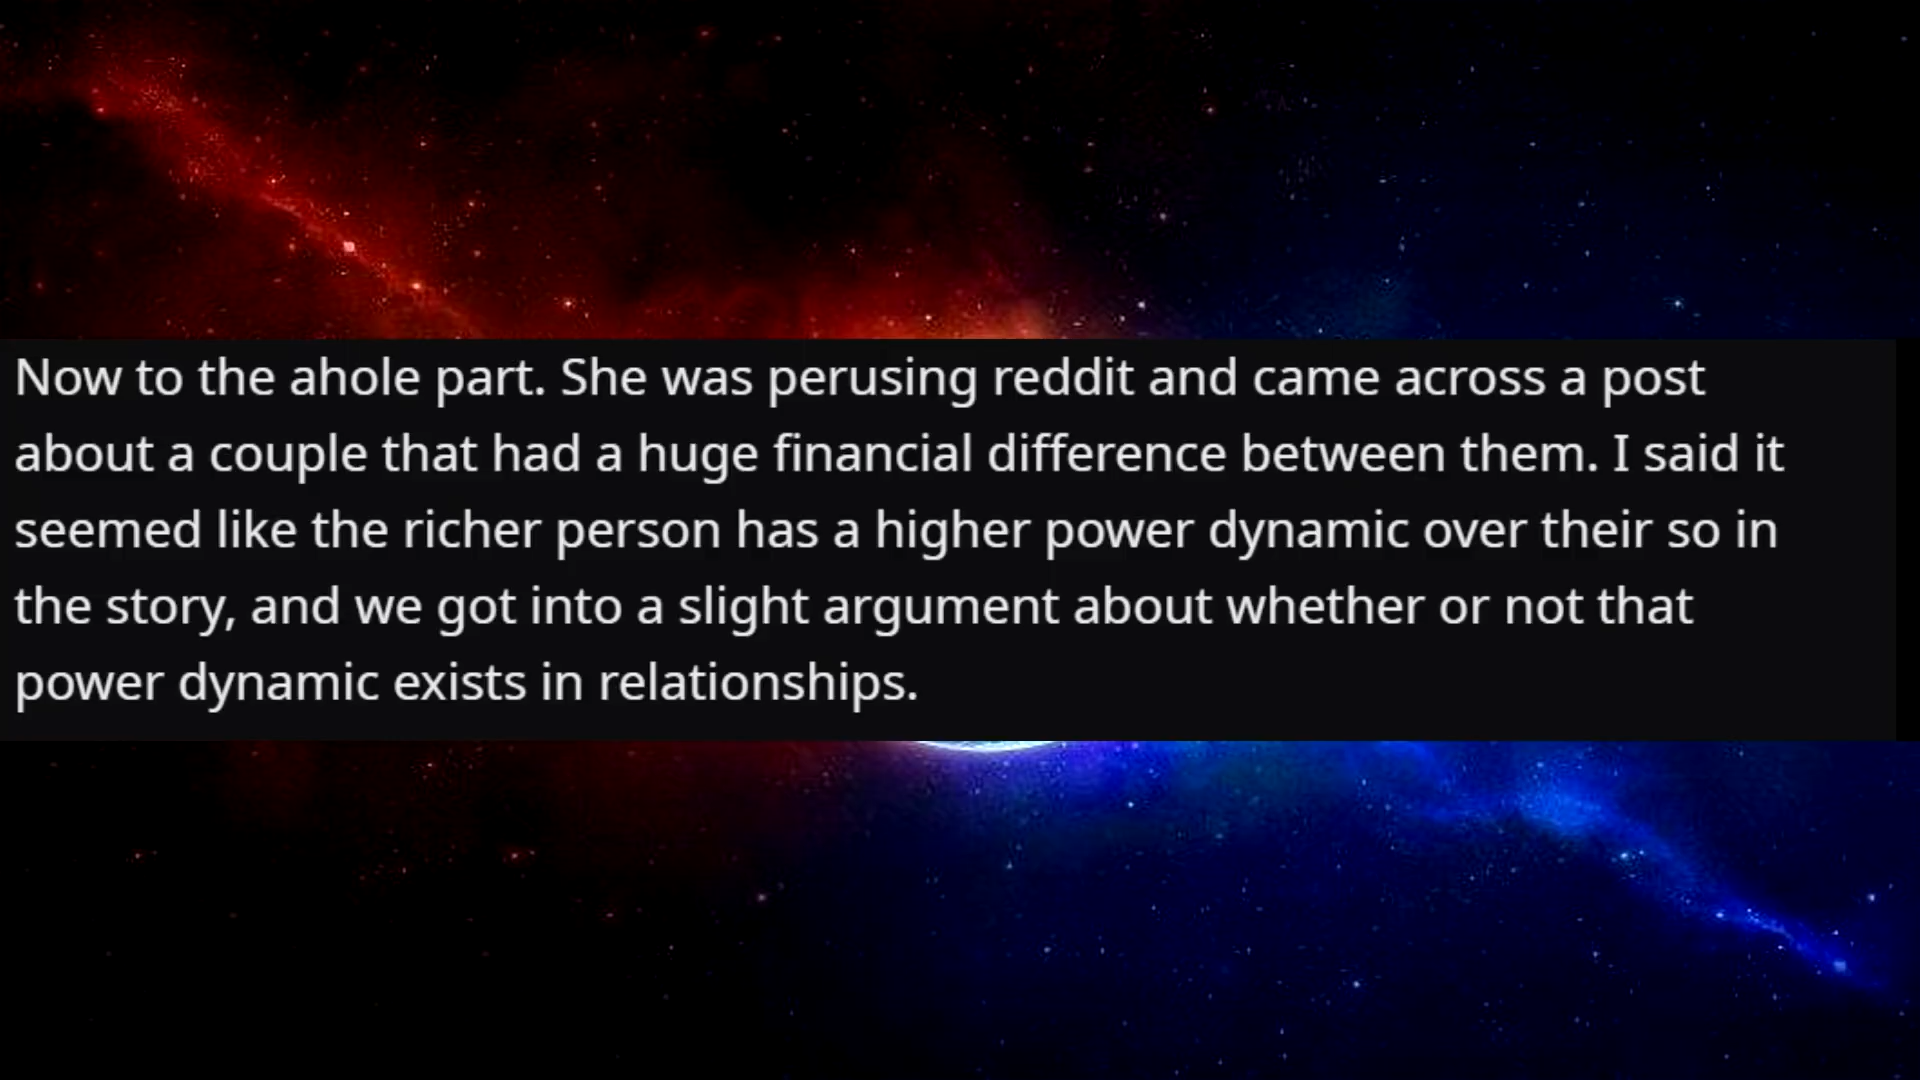 Now to the ahole part. She was perusing reddit and came across a post
about a couple that had a huge financial difference between them. I said it
seemed like the richer person has a higher power dynamic over their so in
the story, and we got into a slight argument about whether or not that
power dynamic exists in relationships.